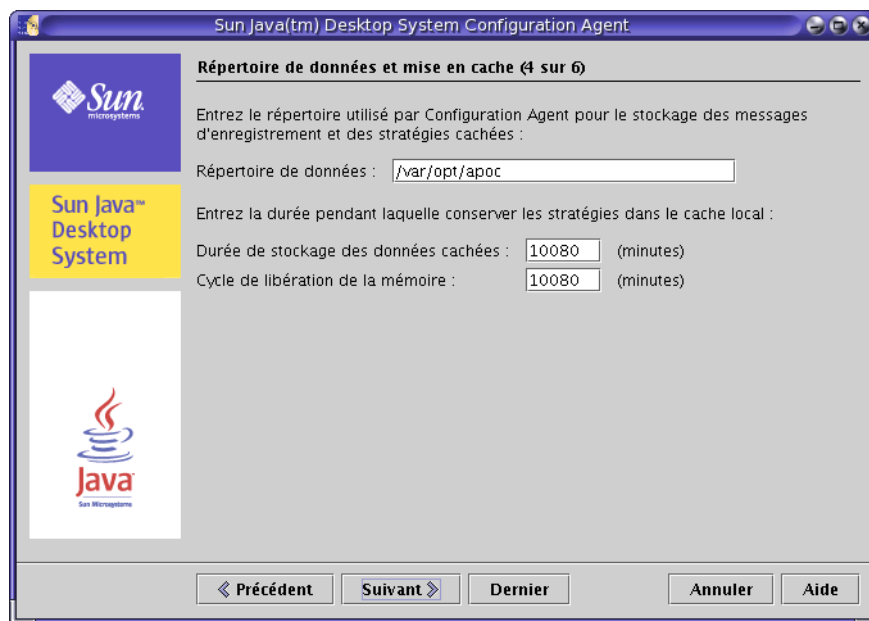 Sun Java(tm) Desktop System Configuration Agent
Sun
microsystems
Sun Java™
Desktop
System
Java
Sun Microsystems
Répertoire de données et mise en cache (4 sur 6)
Entrez le répertoire utilisé par Configuration Agent pour le stockage des messages
d'enregistrement et des stratégies cachées :
Répertoire de données : /var/opt/apoc
Entrez la durée pendant laquelle conserver les stratégies dans le cache local :
Durée de stockage des données cachées : 10080 (minutes)
Cycle de libération de la mémoire : 10080 (minutes)
Précédent Suivant Dernier Annuler Aide